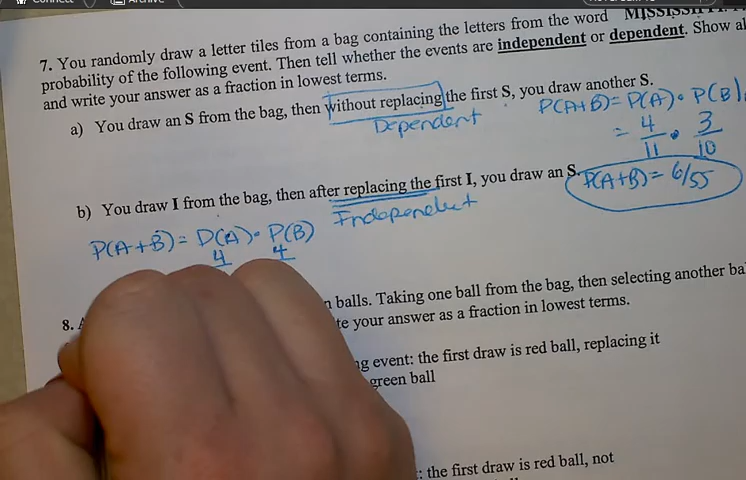 Connect Archive
7. You randomly draw a letter tiles from a bag containing the letters from the word
probability of the following event. Then tell whether the events are independent or dependent. Show
and write your answer as a fraction in lowest terms.
a) You draw an S from the bag, then without replacing the first S, you draw another S.
Dependent
P(A+B) = P(A) • P(B)
= 4/11 • 3/10
P(A+B) = 6/55
b) You draw I from the bag, then after replacing the first I, you draw an S.
Independent
P(A+B) = P(A) • P(B)
4 4
8.
balls. Taking one ball from the bag, then selecting another
your answer as a fraction in lowest terms.
event: the first draw is red ball, replacing it
green ball
: the first draw is red ball, not